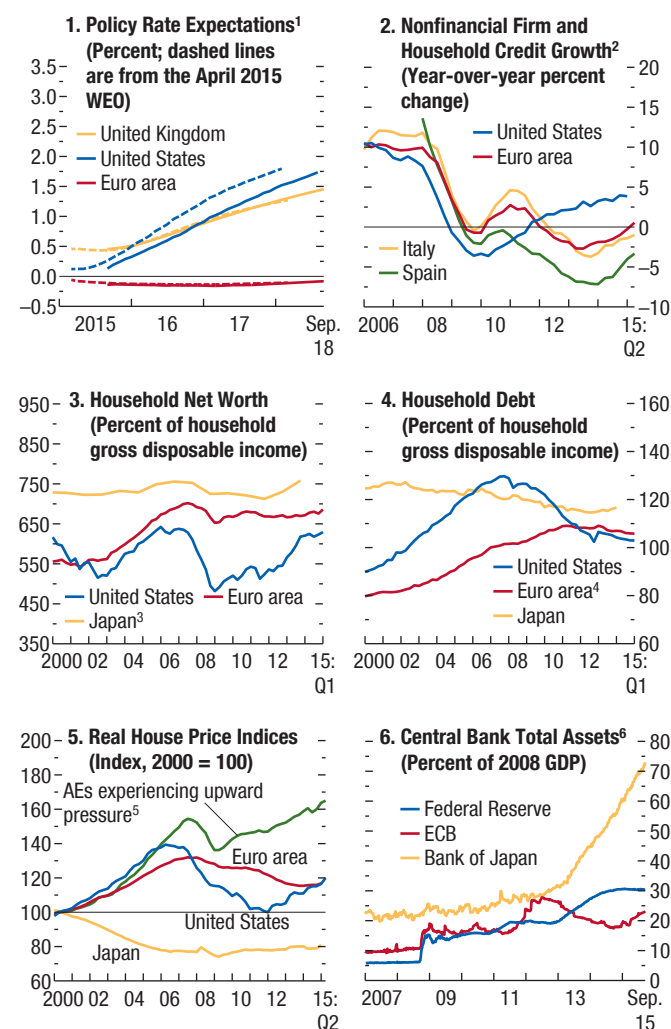 1. Policy Rate Expectations¹
(Percent; dashed lines
are from the April 2015
WEO)
3.5
3.0
2.5
2.0
1.5
1.0
0.5
0.0
–0.5
United Kingdom
United States
Euro area
2015 16 17 Sep.
18
2. Nonfinancial Firm and
Household Credit Growth²
(Year-over-year percent
change)
20
15
10
5
0
–5
–10
United States
Euro area
Italy
Spain
2006 08 10 12 15:
Q2
3. Household Net Worth
(Percent of household
gross disposable income)
950
850
750
650
550
450
350
United States Euro area
Japan³
2000 02 04 06 08 10 12 15:
Q1
4. Household Debt
(Percent of household
gross disposable income)
160
140
120
100
80
60
United States
Euro area⁴
Japan
2000 02 04 06 08 10 12 15:
Q1
5. Real House Price Indices
(Index, 2000 = 100)
200
180
160
140
120
100
80
60
AEs experiencing upward
pressure⁵
Euro area
United States
Japan
2000 02 04 06 08 10 12 15:
Q2
6. Central Bank Total Assets⁶
(Percent of 2008 GDP)
80
70
60
50
40
30
20
10
0
Federal Reserve
ECB
Bank of Japan
2007 09 11 13 Sep.
15